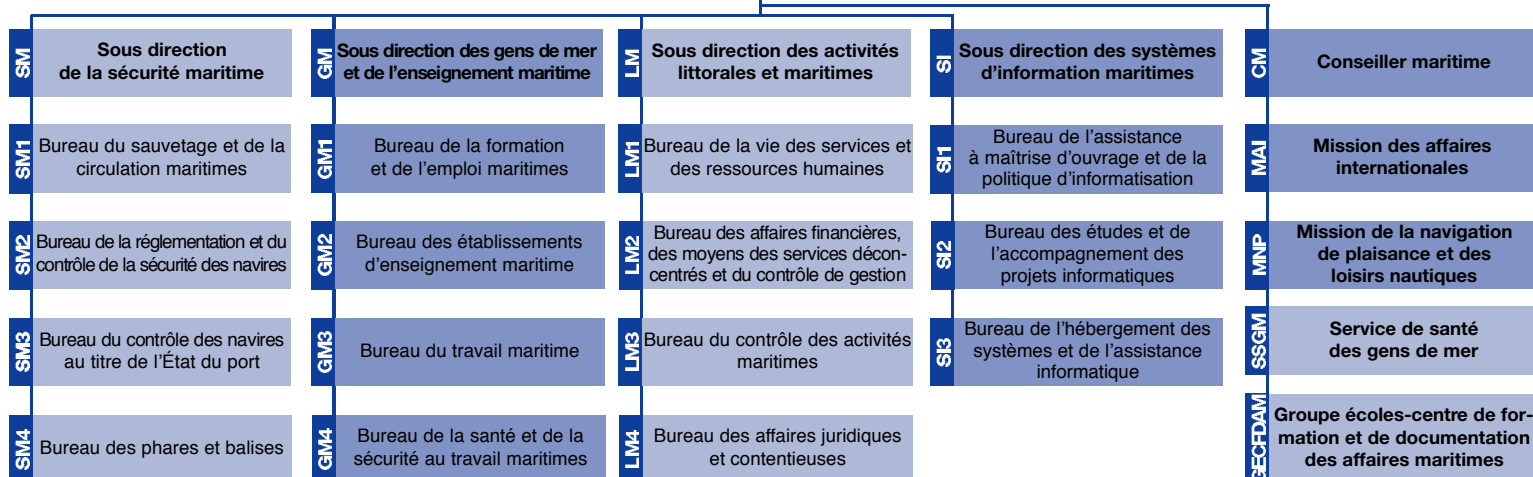 SM
Sous direction
de la sécurité maritime
SM1
Bureau du sauvetage et de la
circulation maritimes
SM2
Bureau de la réglementation et du
contrôle de la sécurité des navires
SM3
Bureau du contrôle des navires
au titre de l'État du port
SM4
Bureau des phares et balises
GM
Sous direction des gens de mer
et de l'enseignement maritime
GM1
Bureau de la formation
et de l'emploi maritimes
GM2
Bureau des établissements
d'enseignement maritime
GM3
Bureau du travail maritime
GM4
Bureau de la santé et de la
sécurité au travail maritimes
LM
Sous direction des activités
littorales et maritimes
LM1
Bureau de la vie des services et
des ressources humaines
LM2
Bureau des affaires financières,
des moyens des services décon-
centrés et du contrôle de gestion
LM3
Bureau du contrôle des activités
maritimes
LM4
Bureau des affaires juridiques
et contentieuses
SI
Sous direction des systèmes
d'information maritimes
SI1
Bureau de l'assistance
à maîtrise d'ouvrage et de la
politique d'informatisation
SI2
Bureau des études et de
l'accompagnement des
projets informatiques
SI3
Bureau de l'hébergement des
systèmes et de l'assistance
informatique
CM
Conseiller maritime
MAI
Mission des affaires
internationales
MNP
Mission de la navigation
de plaisance et des
loisirs nautiques
SSGM
Service de santé
des gens de mer
GECFDAM
Groupe écoles-centre de for-
mation et de documentation
des affaires maritimes